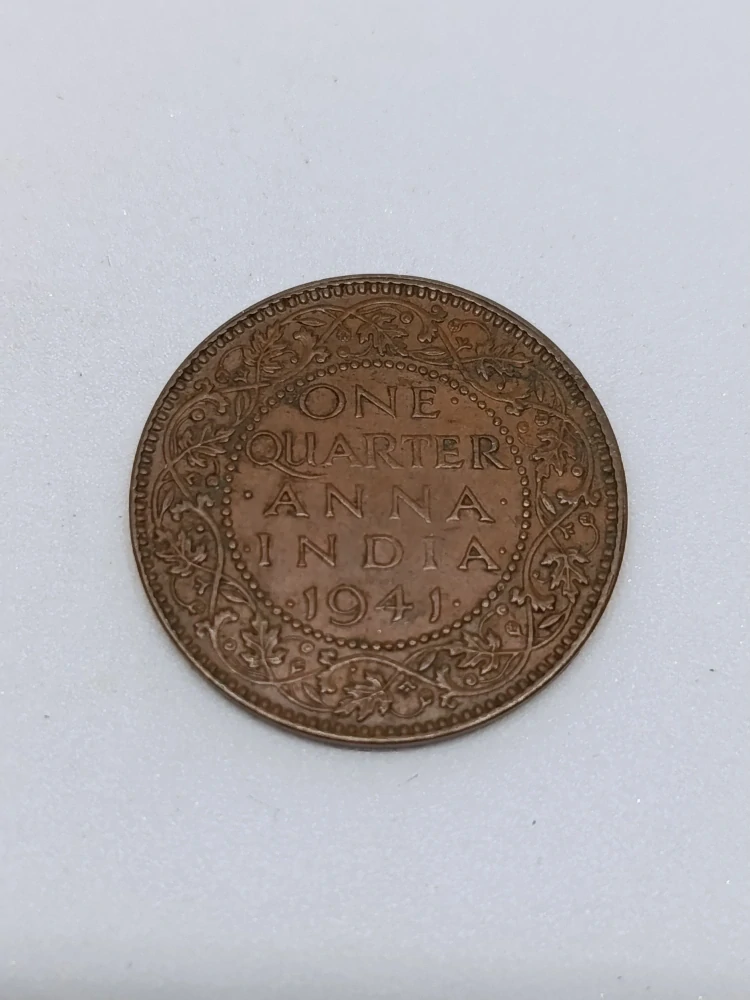 ONE
QUARTER
· ANNA ·
· INDIA ·
· 1941 ·